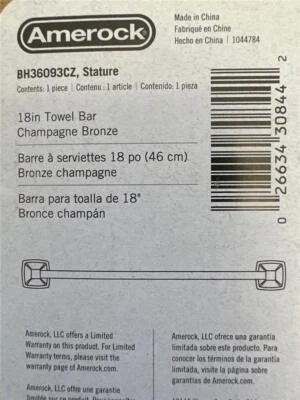 Amerock®
Made in China
Fabriqué en Chine
Hecho en China | 1044784
BH36093CZ, Stature
Contents: 1 piece | Contenu: 1 article | Contenido: 1 pieza
18in Towel Bar
Champagne Bronze
Barre à serviettes 18 po (46 cm)
Bronze champagne
Barra para toalla de 18"
Bronce champán
0 26634 30844 2
Amerock, LLC offers a Limited
Warranty on this product. For Limited
Warranty terms, please visit the
warranty page of Amerock.com.
Amerock, LLC offre une garantie
limitée sur ce produit. Pour
Amerock, LLC ofrece una garantía
limitada sobre este producto. Para
conocer los términos de la garantía
limitada, visite la página sobre
garantías de Amerock.com.